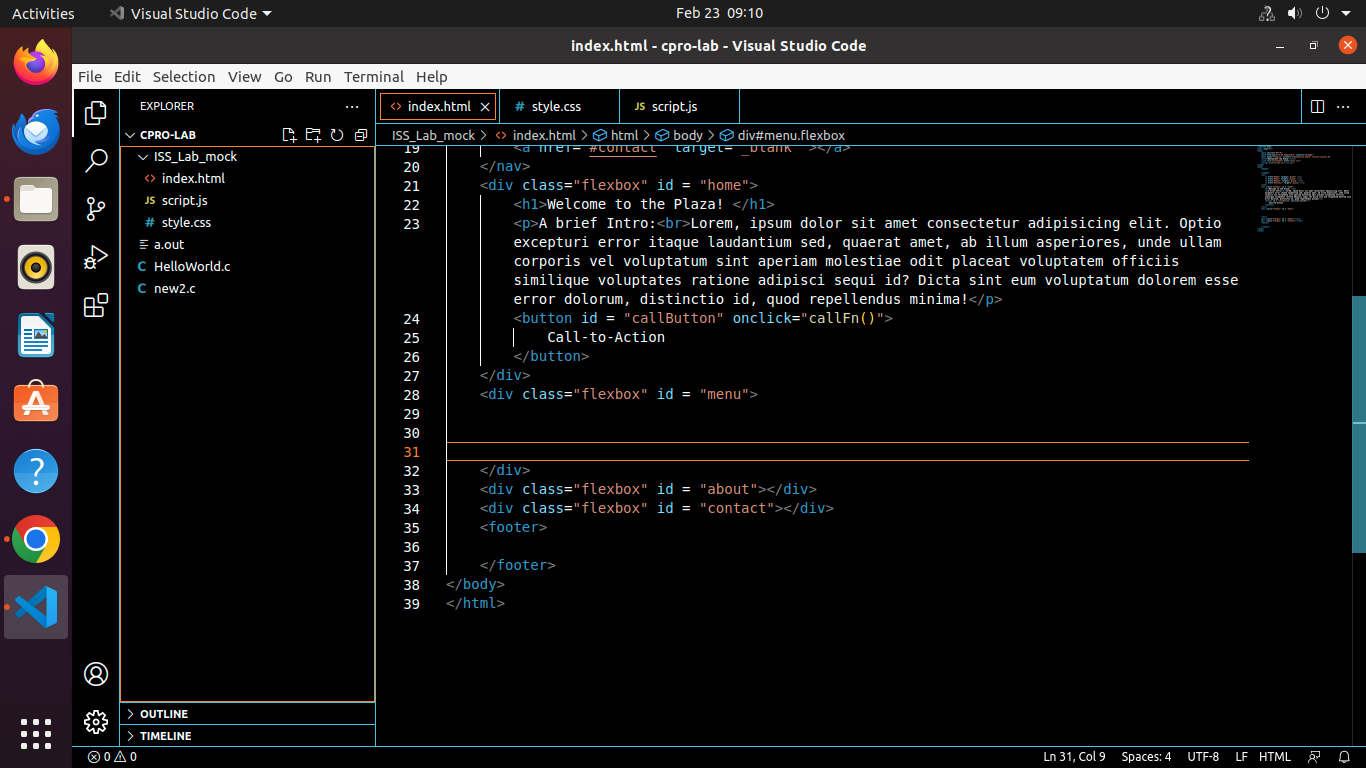 Activities
Visual Studio Code
Feb 23 09:10
index.html - cpro-lab - Visual Studio Code
File Edit Selection View Go Run Terminal Help
EXPLORER
CPRO-LAB
ISS_Lab_mock
index.html
script.js
style.css
a.out
HelloWorld.c
new2.c
OUTLINE
TIMELINE
index.html
style.css
script.js
ISS_Lab_mock > index.html > html > body > div#menu.flexbox
19 <a href="#contact" target="_blank" ></a>
20 </nav>
21 <div class="flexbox" id = "home">
22 <h1>Welcome to the Plaza! </h1>
23 <p>A brief Intro:<br>Lorem, ipsum dolor sit amet consectetur adipisicing elit. Optio
excepturi error itaque laudantium sed, quaerat amet, ab illum asperiores, unde ullam
corporis vel voluptatum sint aperiam molestiae odit placeat voluptatem officiis
similique voluptates ratione adipisci sequi id? Dicta sint eum voluptatum dolorem esse
error dolorum, distinctio id, quod repellendus minima!</p>
24 <button id = "callButton" onclick="callFn()">
25 Call-to-Action
26 </button>
27 </div>
28 <div class="flexbox" id = "menu">
29
30
31
32 </div>
33 <div class="flexbox" id = "about"></div>
34 <div class="flexbox" id = "contact"></div>
35 <footer>
36
37 </footer>
38 </body>
39 </html>
0 0
Ln 31, Col 9 Spaces: 4 UTF-8 LF HTML